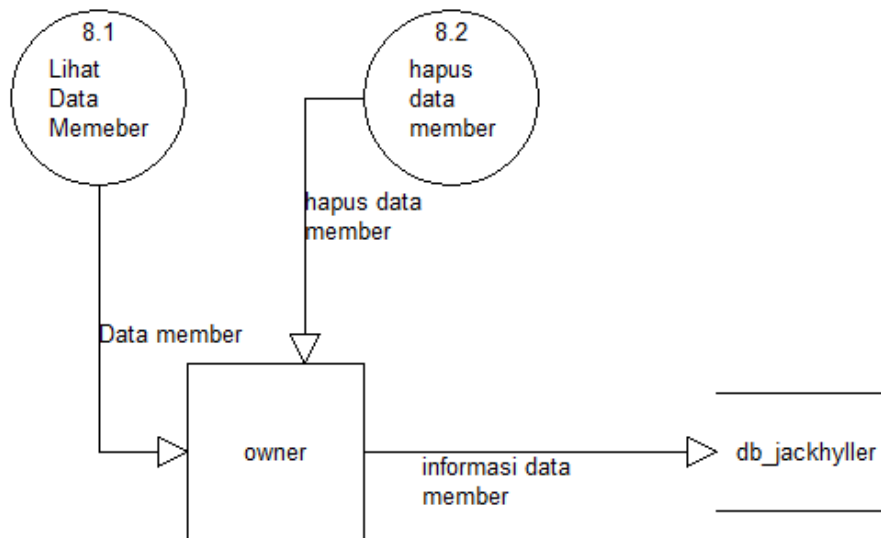 8.1
Lihat
Data
Memeber
8.2
hapus
data
member
hapus data
member
Data member
owner
informasi data
member
db_jackhyller